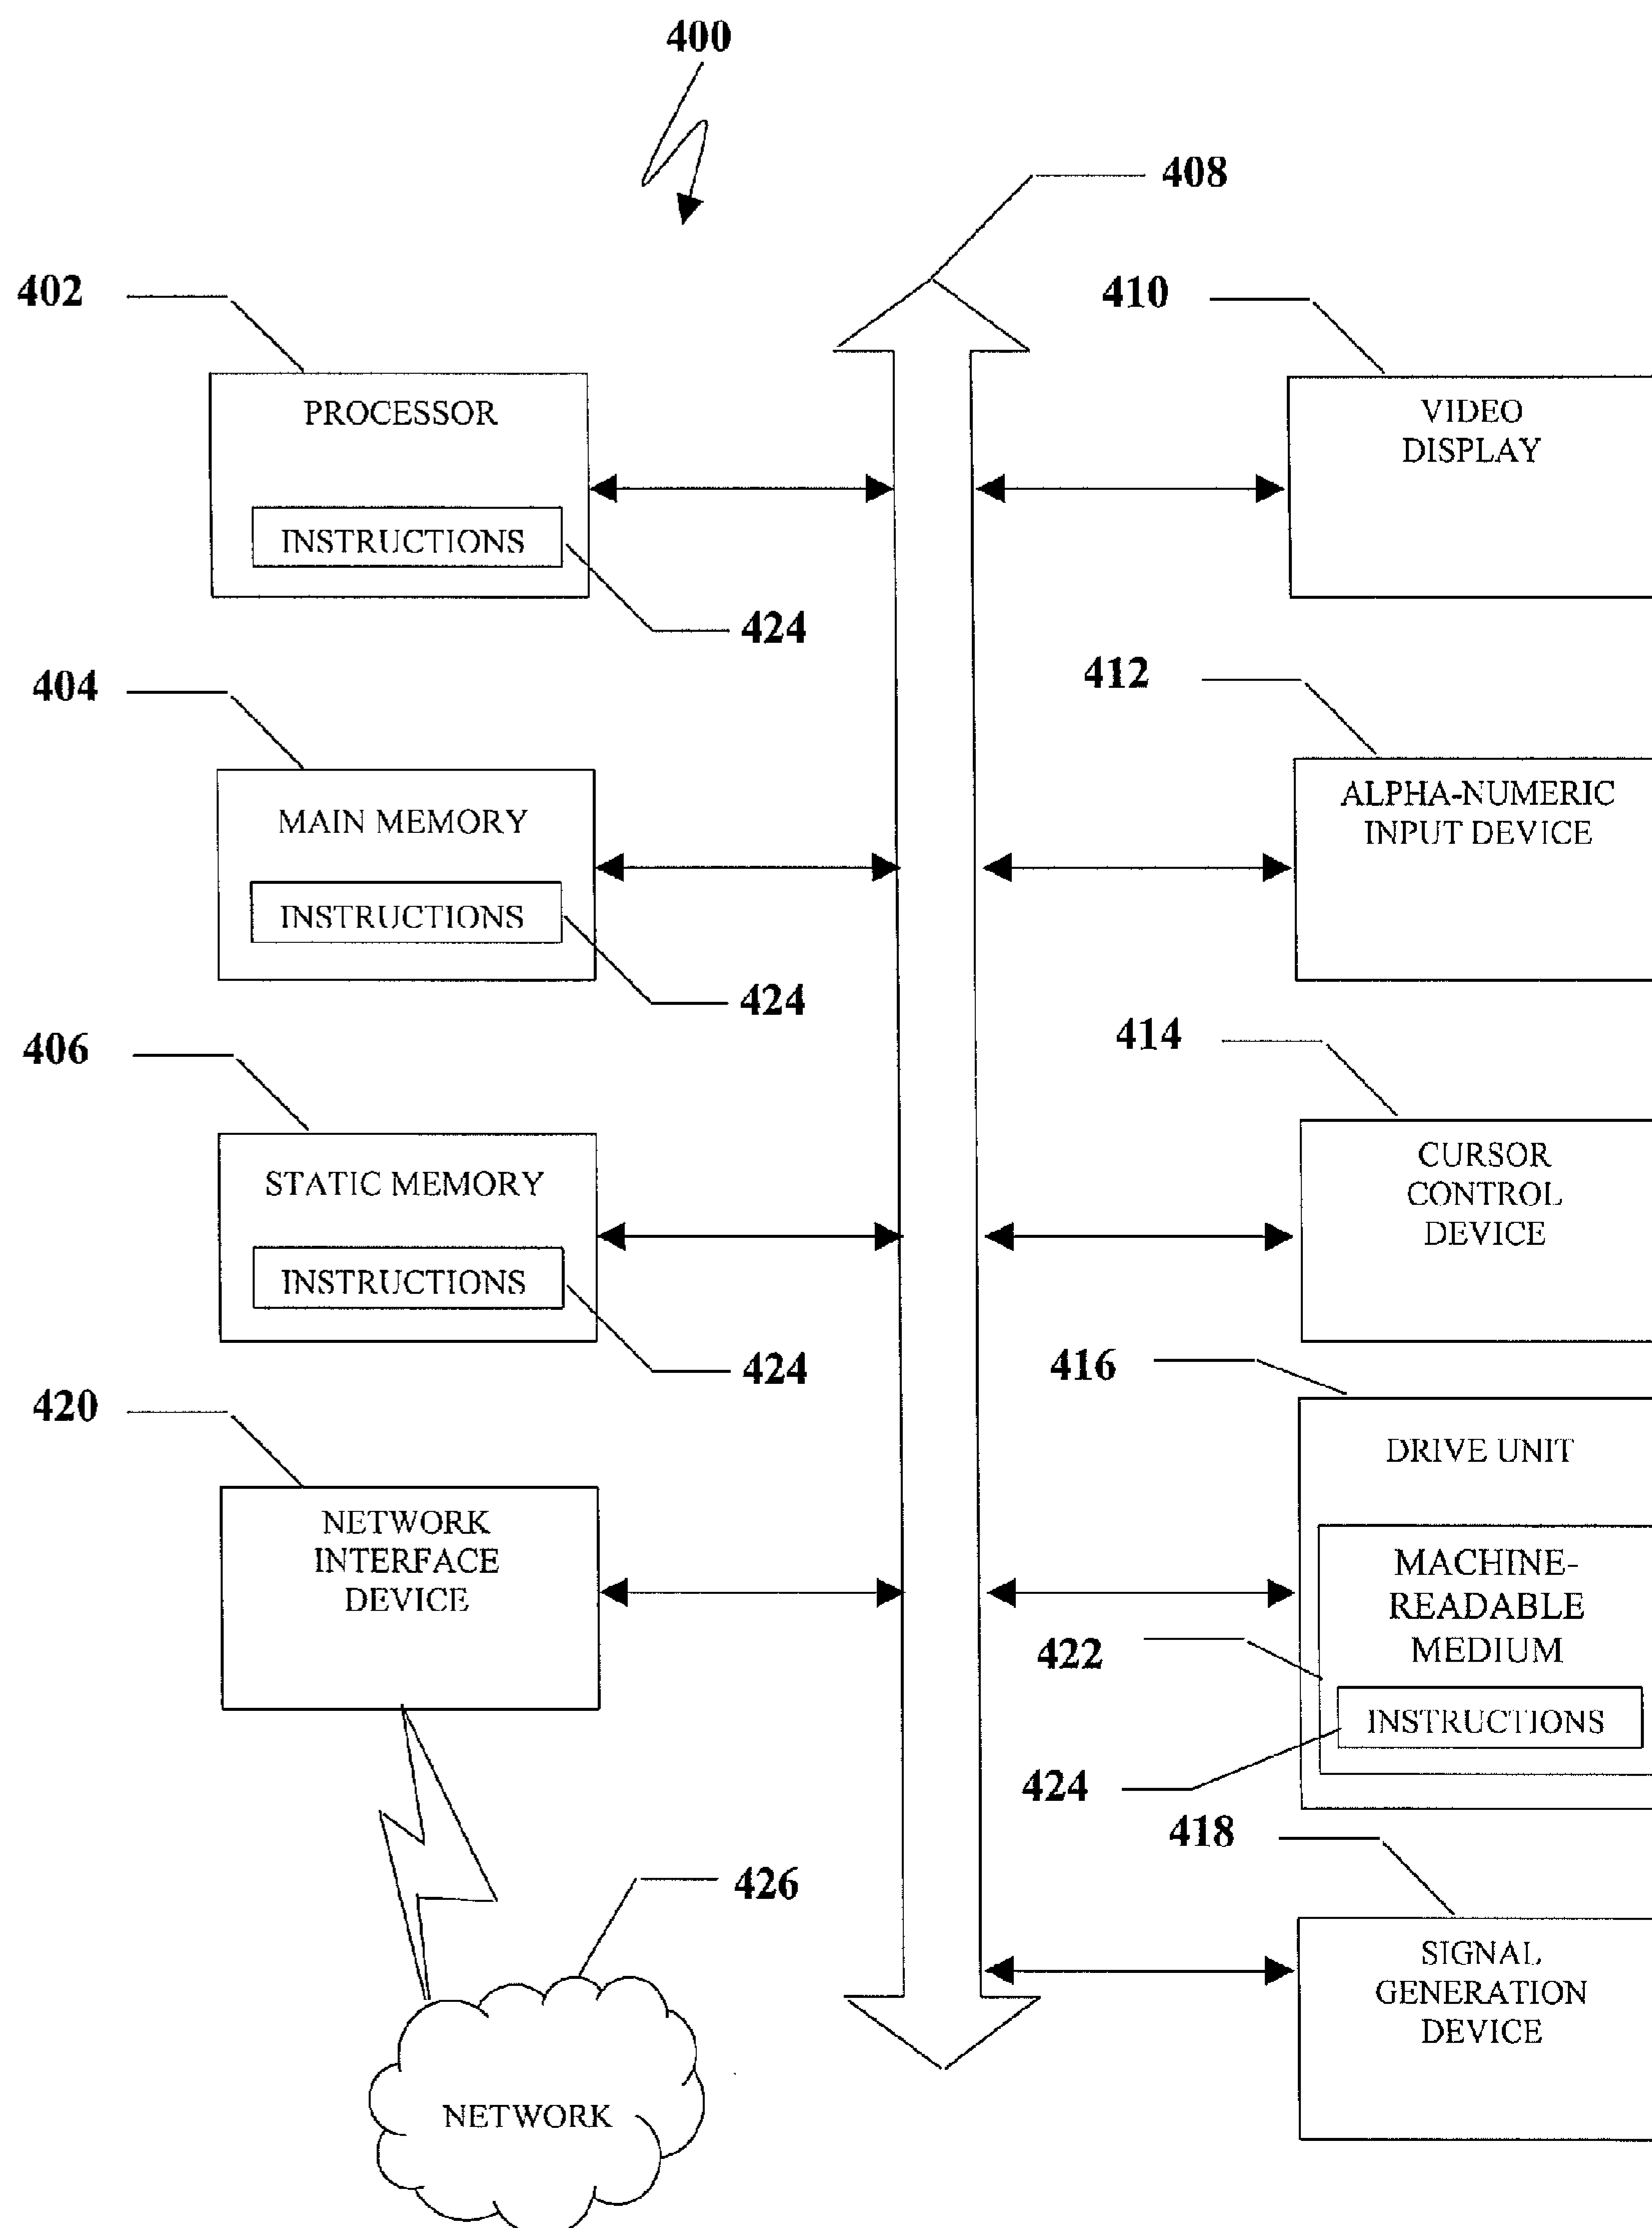 400
408
402
410
PROCESSOR
INSTRUCTIONS
424
VIDEO
DISPLAY
404
412
MAIN MEMORY
INSTRUCTIONS
424
ALPHA-NUMERIC
INPUT DEVICE
406
414
STATIC MEMORY
INSTRUCTIONS
424
CURSOR
CONTROL
DEVICE
420
416
NETWORK
INTERFACE
DEVICE
DRIVE UNIT
MACHINE-
READABLE
MEDIUM
422
INSTRUCTIONS
424
418
426
SIGNAL
GENERATION
DEVICE
NETWORK